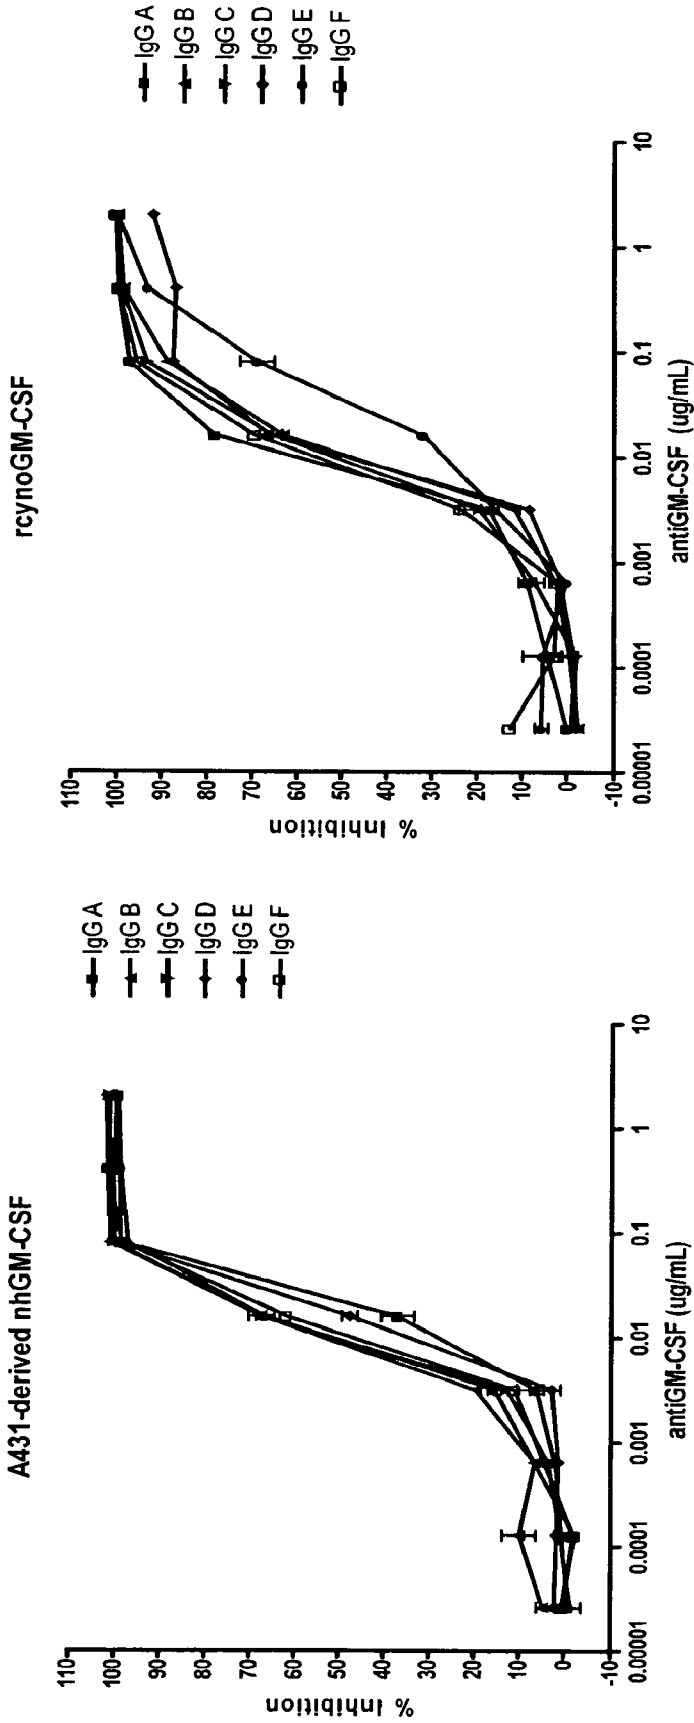 A431-derived nhGM-CSF
% Inhibition
110
100
90
80
70
60
50
40
30
20
10
0
-10
0.00001
0.0001
0.001
0.01
0.1
1
10
antiGM-CSF (ug/mL)
IgG A
IgG B
IgG C
IgG D
IgG E
IgG F
rcynoGM-CSF
% Inhibition
110
100
90
80
70
60
50
40
30
20
10
0
-10
0.00001
0.0001
0.001
0.01
0.1
1
10
antiGM-CSF (ug/mL)
IgG A
IgG B
IgG C
IgG D
IgG E
IgG F